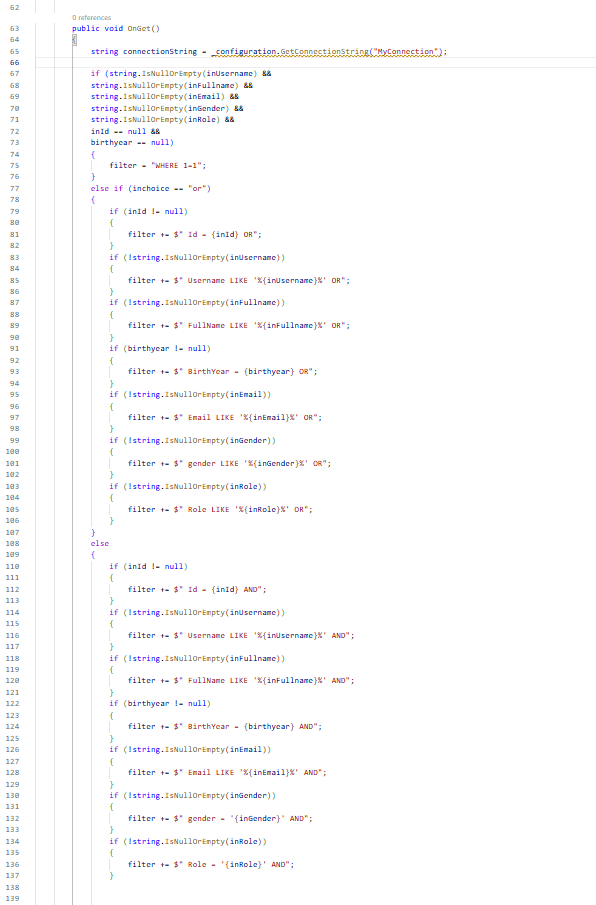 62
0 references
63 public void OnGet()
64 {
65 string connectionString = _configuration.GetConnectionString("MyConnection");
66
67 if (string.IsNullOrEmpty(inUsername) &&
68 string.IsNullOrEmpty(inFullname) &&
69 string.IsNullOrEmpty(inEmail) &&
70 string.IsNullOrEmpty(inGender) &&
71 string.IsNullOrEmpty(inRole) &&
72 inId == null &&
73 birthyear == null)
74 {
75 filter = "WHERE 1=1";
76 }
77 else if (inchoice == "or")
78 {
79 if (inId != null)
80 {
81 filter += $" Id = {inId} OR";
82 }
83 if (!string.IsNullOrEmpty(inUsername))
84 {
85 filter += $" Username LIKE '%{inUsername}%' OR";
86 }
87 if (!string.IsNullOrEmpty(inFullname))
88 {
89 filter += $" FullName LIKE '%{inFullname}%' OR";
90 }
91 if (birthyear != null)
92 {
93 filter += $" BirthYear = {birthyear} OR";
94 }
95 if (!string.IsNullOrEmpty(inEmail))
96 {
97 filter += $" Email LIKE '%{inEmail}%' OR";
98 }
99 if (!string.IsNullOrEmpty(inGender))
100 {
101 filter += $" gender LIKE '%{inGender}%' OR";
102 }
103 if (!string.IsNullOrEmpty(inRole))
104 {
105 filter += $" Role LIKE '%{inRole}%' OR";
106 }
107 }
108 else
109 {
110 if (inId != null)
111 {
112 filter += $" Id = {inId} AND";
113 }
114 if (!string.IsNullOrEmpty(inUsername))
115 {
116 filter += $" Username LIKE '%{inUsername}%' AND";
117 }
118 if (!string.IsNullOrEmpty(inFullname))
119 {
120 filter += $" FullName LIKE '%{inFullname}%' AND";
121 }
122 if (birthyear != null)
123 {
124 filter += $" BirthYear = {birthyear} AND";
125 }
126 if (!string.IsNullOrEmpty(inEmail))
127 {
128 filter += $" Email LIKE '%{inEmail}%' AND";
129 }
130 if (!string.IsNullOrEmpty(inGender))
131 {
132 filter += $" gender = '{inGender}' AND";
133 }
134 if (!string.IsNullOrEmpty(inRole))
135 {
136 filter += $" Role = '{inRole}' AND";
137 }
138
139